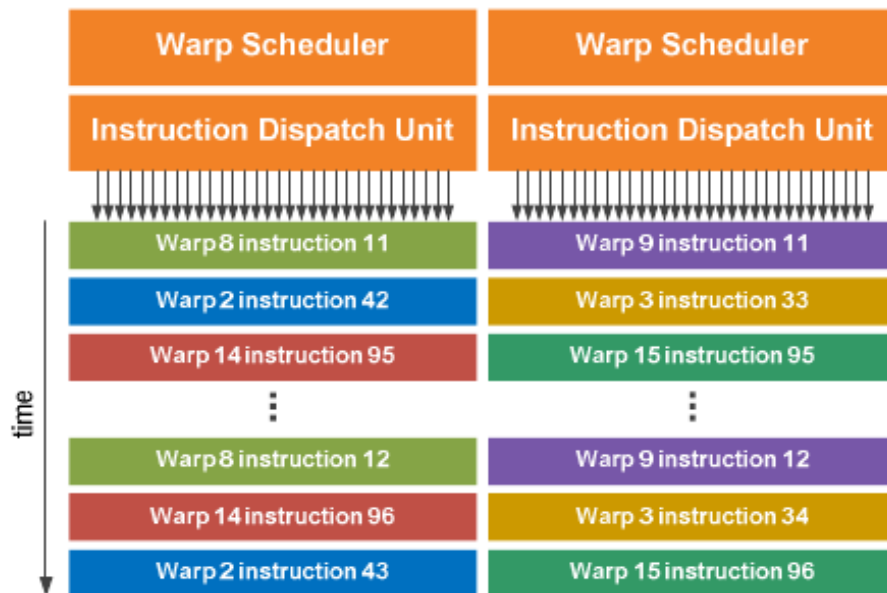 Warp Scheduler
Warp Scheduler
Instruction Dispatch Unit
Instruction Dispatch Unit
time
Warp 8 instruction 11
Warp 9 instruction 11
Warp 2 instruction 42
Warp 3 instruction 33
Warp 14 instruction 95
Warp 15 instruction 95
Warp 8 instruction 12
Warp 9 instruction 12
Warp 14 instruction 96
Warp 3 instruction 34
Warp 2 instruction 43
Warp 15 instruction 96